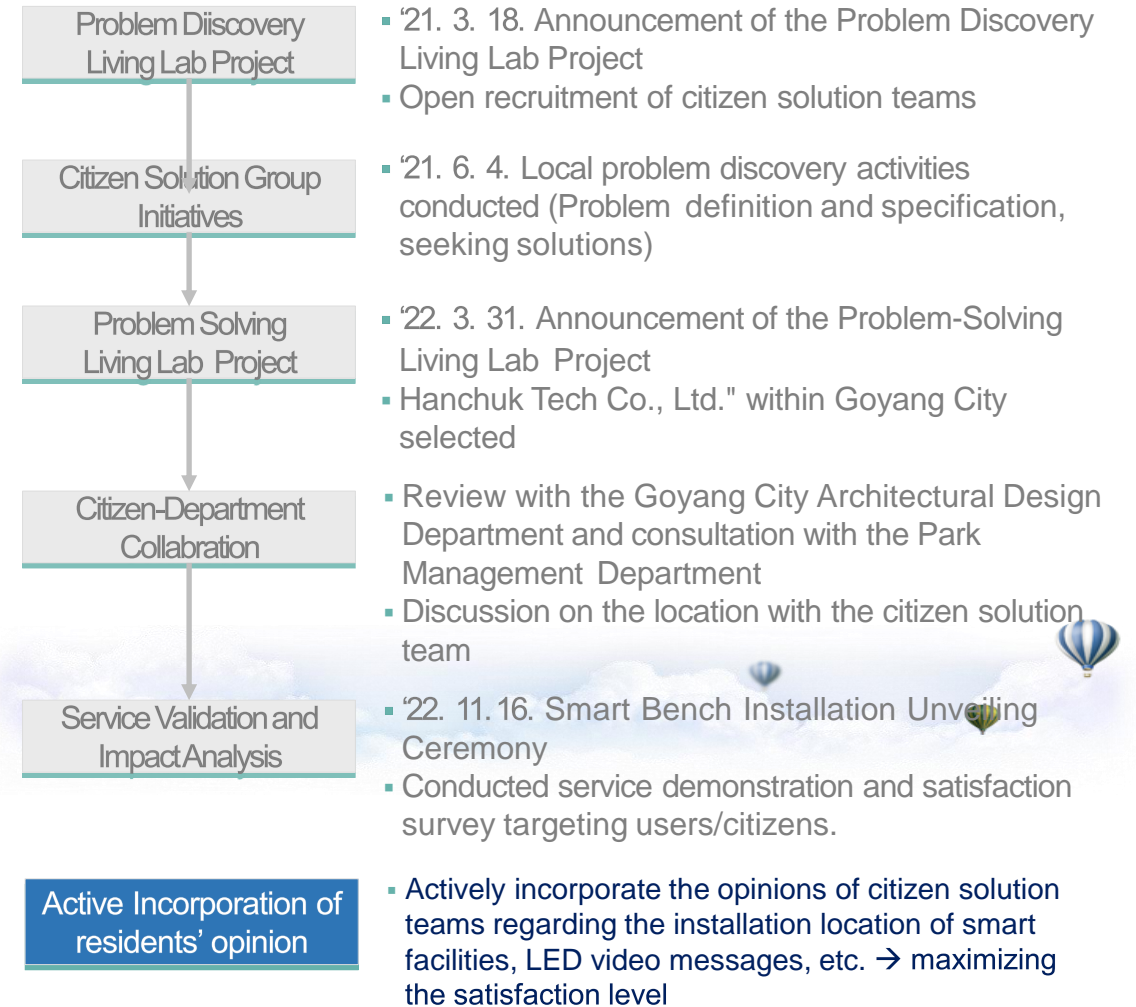 Problem Diiscovery
Living Lab Project
▪ ‘21. 3. 18. Announcement of the Problem Discovery
Living Lab Project
▪ Open recruitment of citizen solution teams
Citizen Solution Group
Initiatives
▪ ‘21. 6. 4. Local problem discovery activities
conducted (Problem definition and specification,
seeking solutions)
Problem Solving
Living Lab Project
▪ ‘22. 3. 31. Announcement of the Problem-Solving
Living Lab Project
▪ Hanchuk Tech Co., Ltd." within Goyang City
selected
Citizen-Department
Collabration
▪ Review with the Goyang City Architectural Design
Department and consultation with the Park
Management Department
▪ Discussion on the location with the citizen solution
team
Service Validation and
Impact Analysis
▪ ‘22. 11. 16. Smart Bench Installation Unveiling
Ceremony
▪ Conducted service demonstration and satisfaction
survey targeting users/citizens.
Active Incorporation of
residents’ opinion
▪ Actively incorporate the opinions of citizen solution
teams regarding the installation location of smart
facilities, LED video messages, etc. → maximizing
the satisfaction level